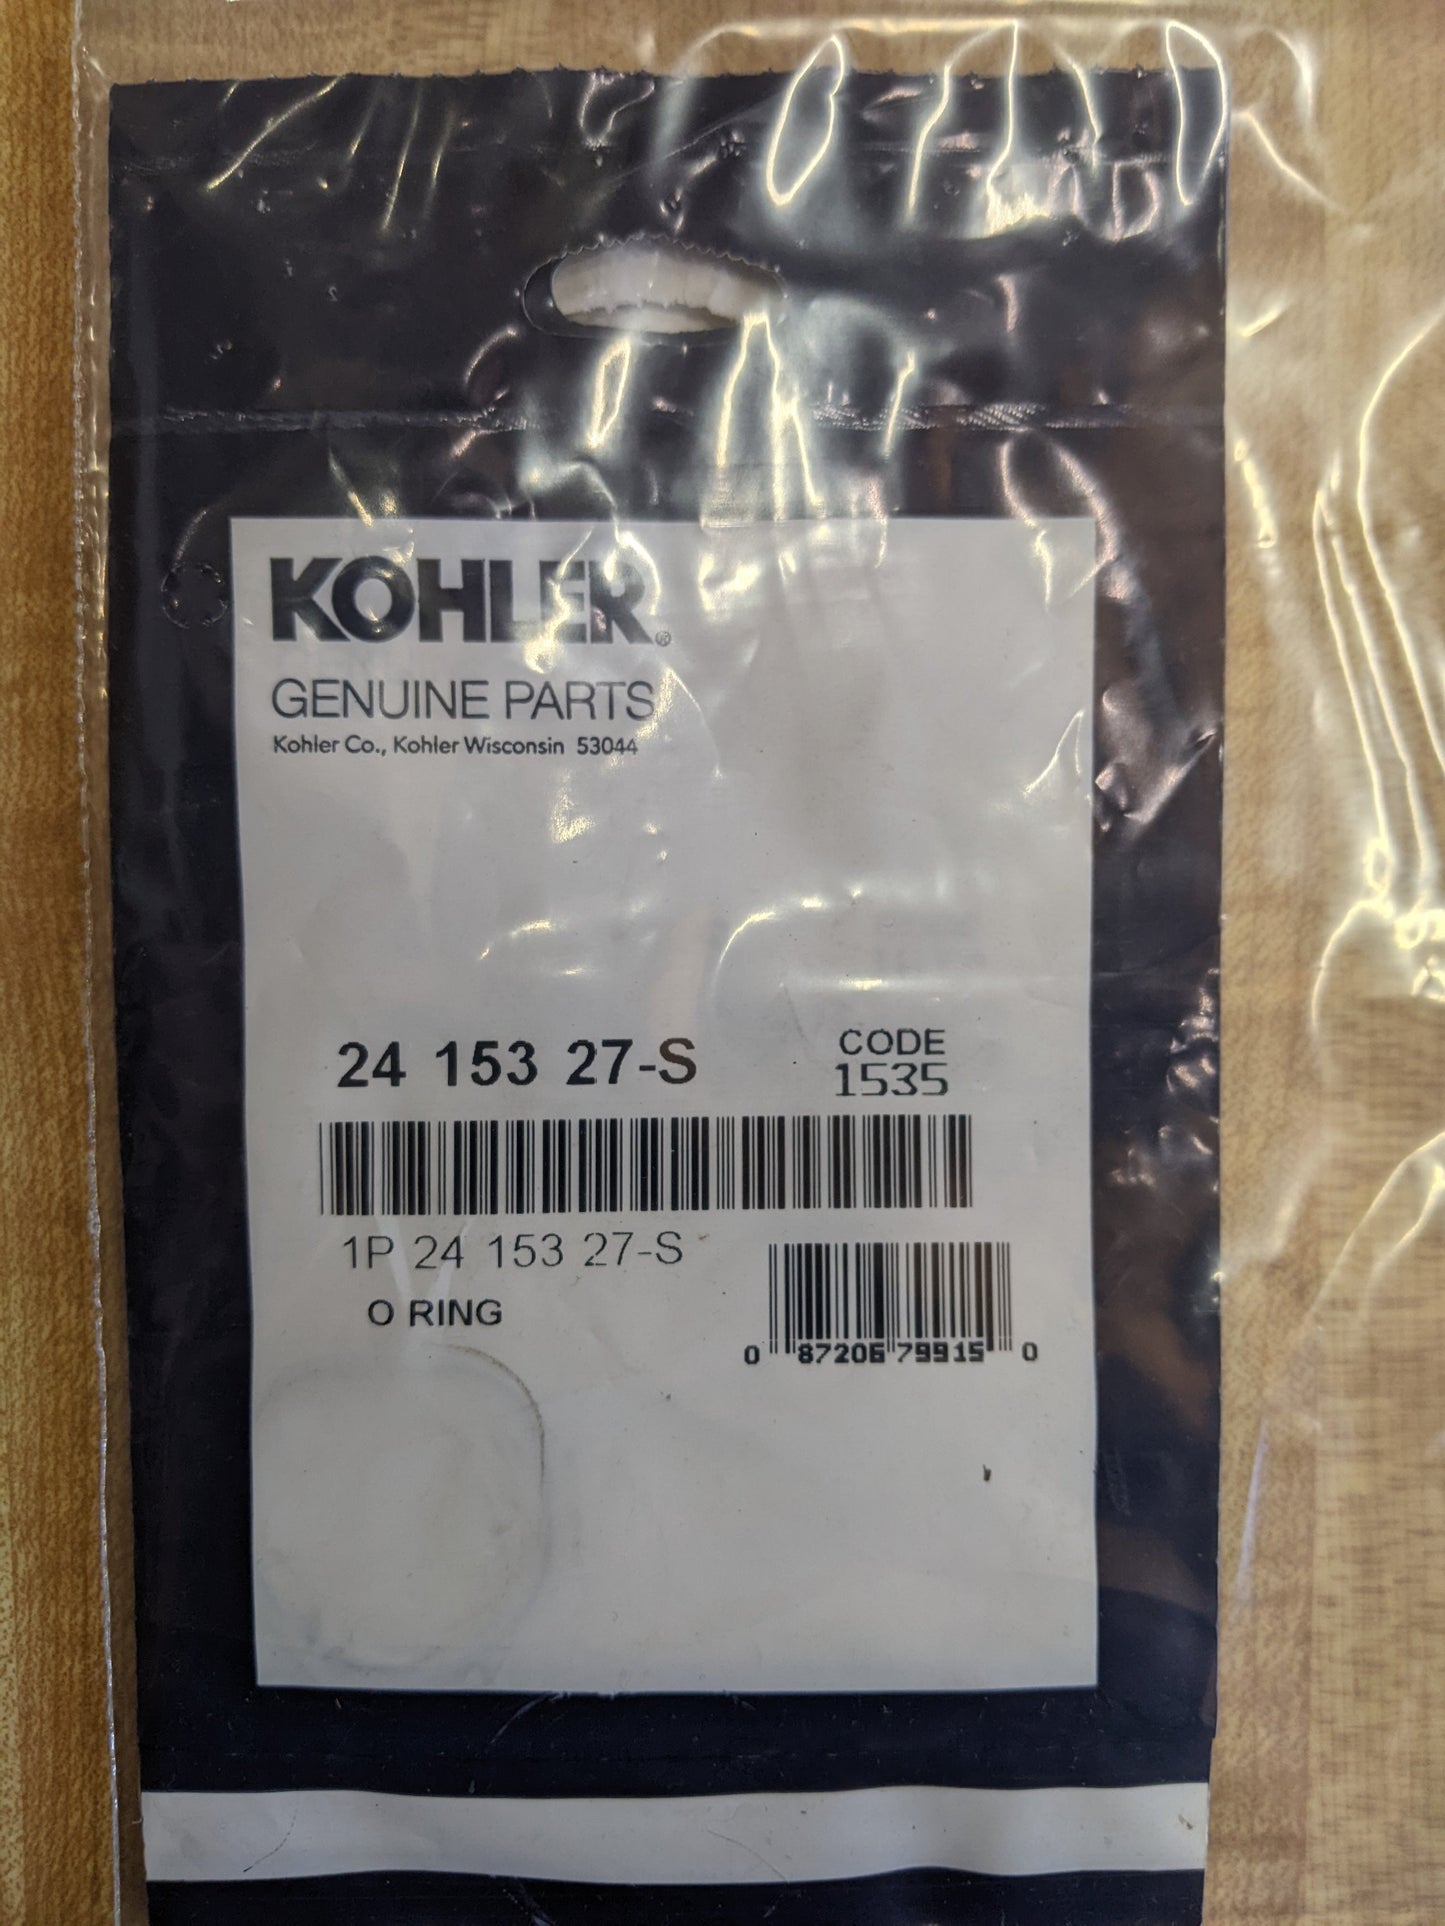 KOHLER®
GENUINE PARTS
Kohler Co., Kohler Wisconsin 53044
24 153 27-S
CODE
1535
1P 24 153 27-S
O RING
0 87206 79915 0